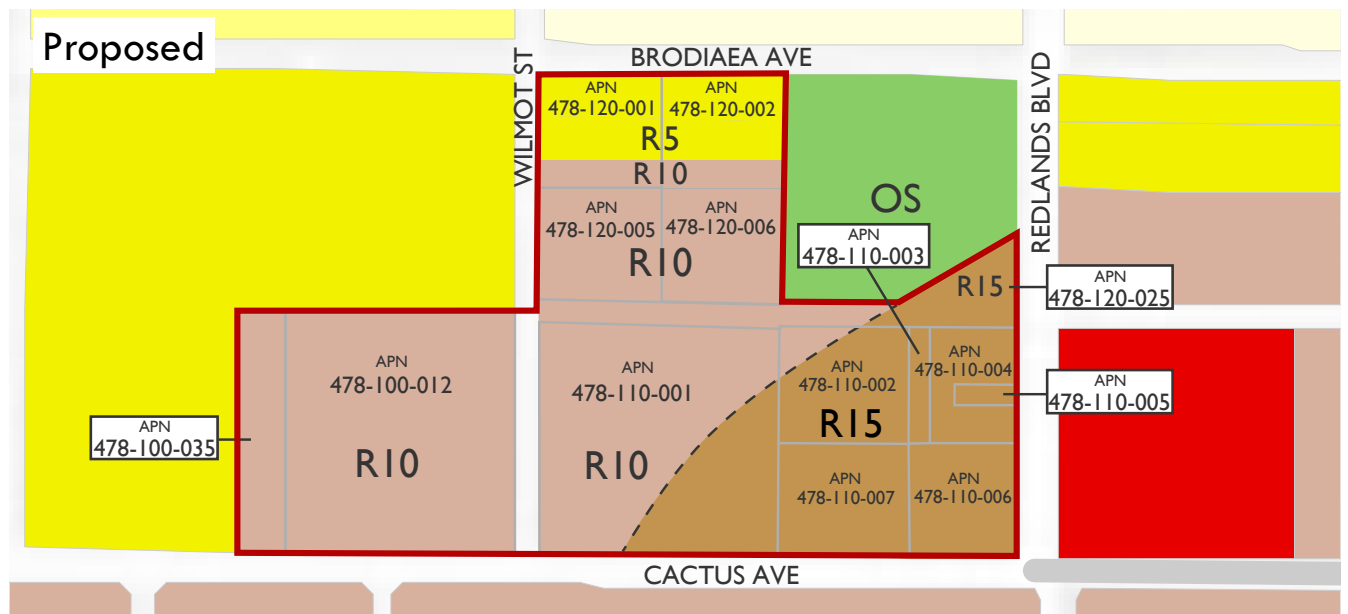 Proposed
BRODIAEA AVE
WILMOT ST
REDLANDS BLVD
APN
478-120-001
APN
478-120-002
R5
R10
APN
478-120-005
APN
478-120-006
R10
OS
APN
478-110-003
R15
APN
478-120-025
APN
478-100-012
APN
478-110-001
APN
478-110-002
APN
478-110-004
APN
478-110-005
R15
APN
478-100-035
R10
R10
APN
478-110-007
APN
478-110-006
CACTUS AVE